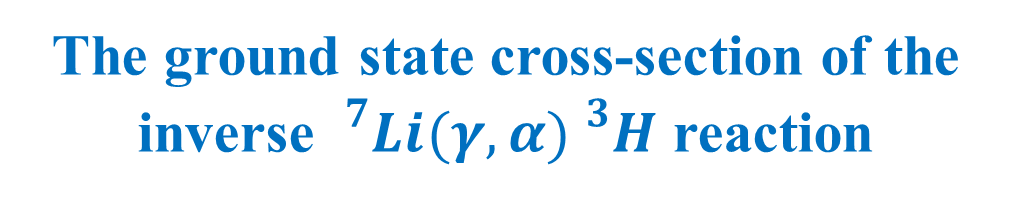 The ground state cross-section of the
inverse ⁷Li(γ, α) ³H reaction